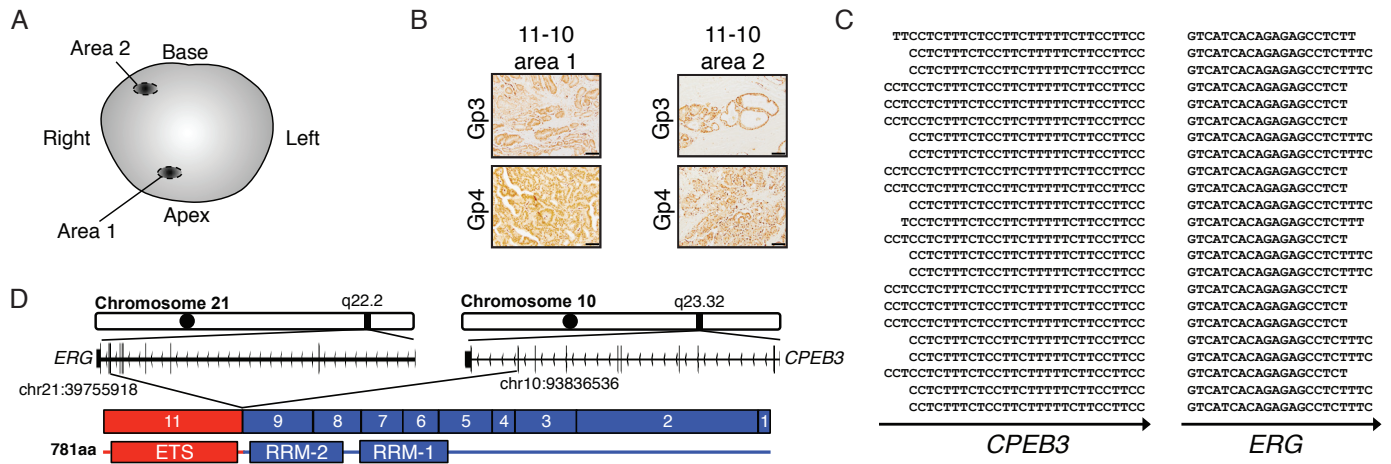 A
Area 2
Base
Right
Left
Apex
Area 1
B
11-10
area 1
11-10
area 2
Gp3
Gp3
Gp4
Gp4
C
TTCCTCTTTCTCCTTCTTTTTCTTCCTTCC GTCATCACAGAGAGCCTCTT
CCTCTTTCTCCTTCTTTTTCTTCCTTCC GTCATCACAGAGAGCCTCTTTC
CCTCTTTCTCCTTCTTTTTCTTCCTTCC GTCATCACAGAGAGCCTCTTTC
CCTCCTCTTTCTCCTTCTTTTTCTTCCTTCC GTCATCACAGAGAGCCTCT
CCTCCTCTTTCTCCTTCTTTTTCTTCCTTCC GTCATCACAGAGAGCCTCT
CCTCCTCTTTCTCCTTCTTTTTCTTCCTTCC GTCATCACAGAGAGCCTCT
CCTCTTTCTCCTTCTTTTTCTTCCTTCC GTCATCACAGAGAGCCTCTTTC
CCTCTTTCTCCTTCTTTTTCTTCCTTCC GTCATCACAGAGAGCCTCTTTC
CCTCCTCTTTCTCCTTCTTTTTCTTCCTTCC GTCATCACAGAGAGCCTCT
CCTCCTCTTTCTCCTTCTTTTTCTTCCTTCC GTCATCACAGAGAGCCTCT
CCTCTTTCTCCTTCTTTTTCTTCCTTCC GTCATCACAGAGAGCCTCTTTC
TCCTCTTTCTCCTTCTTTTTCTTCCTTCC GTCATCACAGAGAGCCTCTTT
CCTCCTCTTTCTCCTTCTTTTTCTTCCTTCC GTCATCACAGAGAGCCTCT
CCTCTTTCTCCTTCTTTTTCTTCCTTCC GTCATCACAGAGAGCCTCTTTC
CCTCTTTCTCCTTCTTTTTCTTCCTTCC GTCATCACAGAGAGCCTCTTTC
CCTCCTCTTTCTCCTTCTTTTTCTTCCTTCC GTCATCACAGAGAGCCTCT
CCTCCTCTTTCTCCTTCTTTTTCTTCCTTCC GTCATCACAGAGAGCCTCT
CCTCCTCTTTCTCCTTCTTTTTCTTCCTTCC GTCATCACAGAGAGCCTCT
CCTCTTTCTCCTTCTTTTTCTTCCTTCC GTCATCACAGAGAGCCTCTTTC
CCTCTTTCTCCTTCTTTTTCTTCCTTCC GTCATCACAGAGAGCCTCTTTC
CCTCCTCTTTCTCCTTCTTTTTCTTCCTTCC GTCATCACAGAGAGCCTCT
CCTCTTTCTCCTTCTTTTTCTTCCTTCC GTCATCACAGAGAGCCTCTTTC
CCTCTTTCTCCTTCTTTTTCTTCCTTCC GTCATCACAGAGAGCCTCTTTC
CPEB3 ERG
D
Chromosome 21 q22.2
Chromosome 10 q23.32
ERG
CPEB3
chr21:39755918
chr10:93836536
11 9 8 7 6 5 4 3 2 1
781aa ETS RRM-2 RRM-1